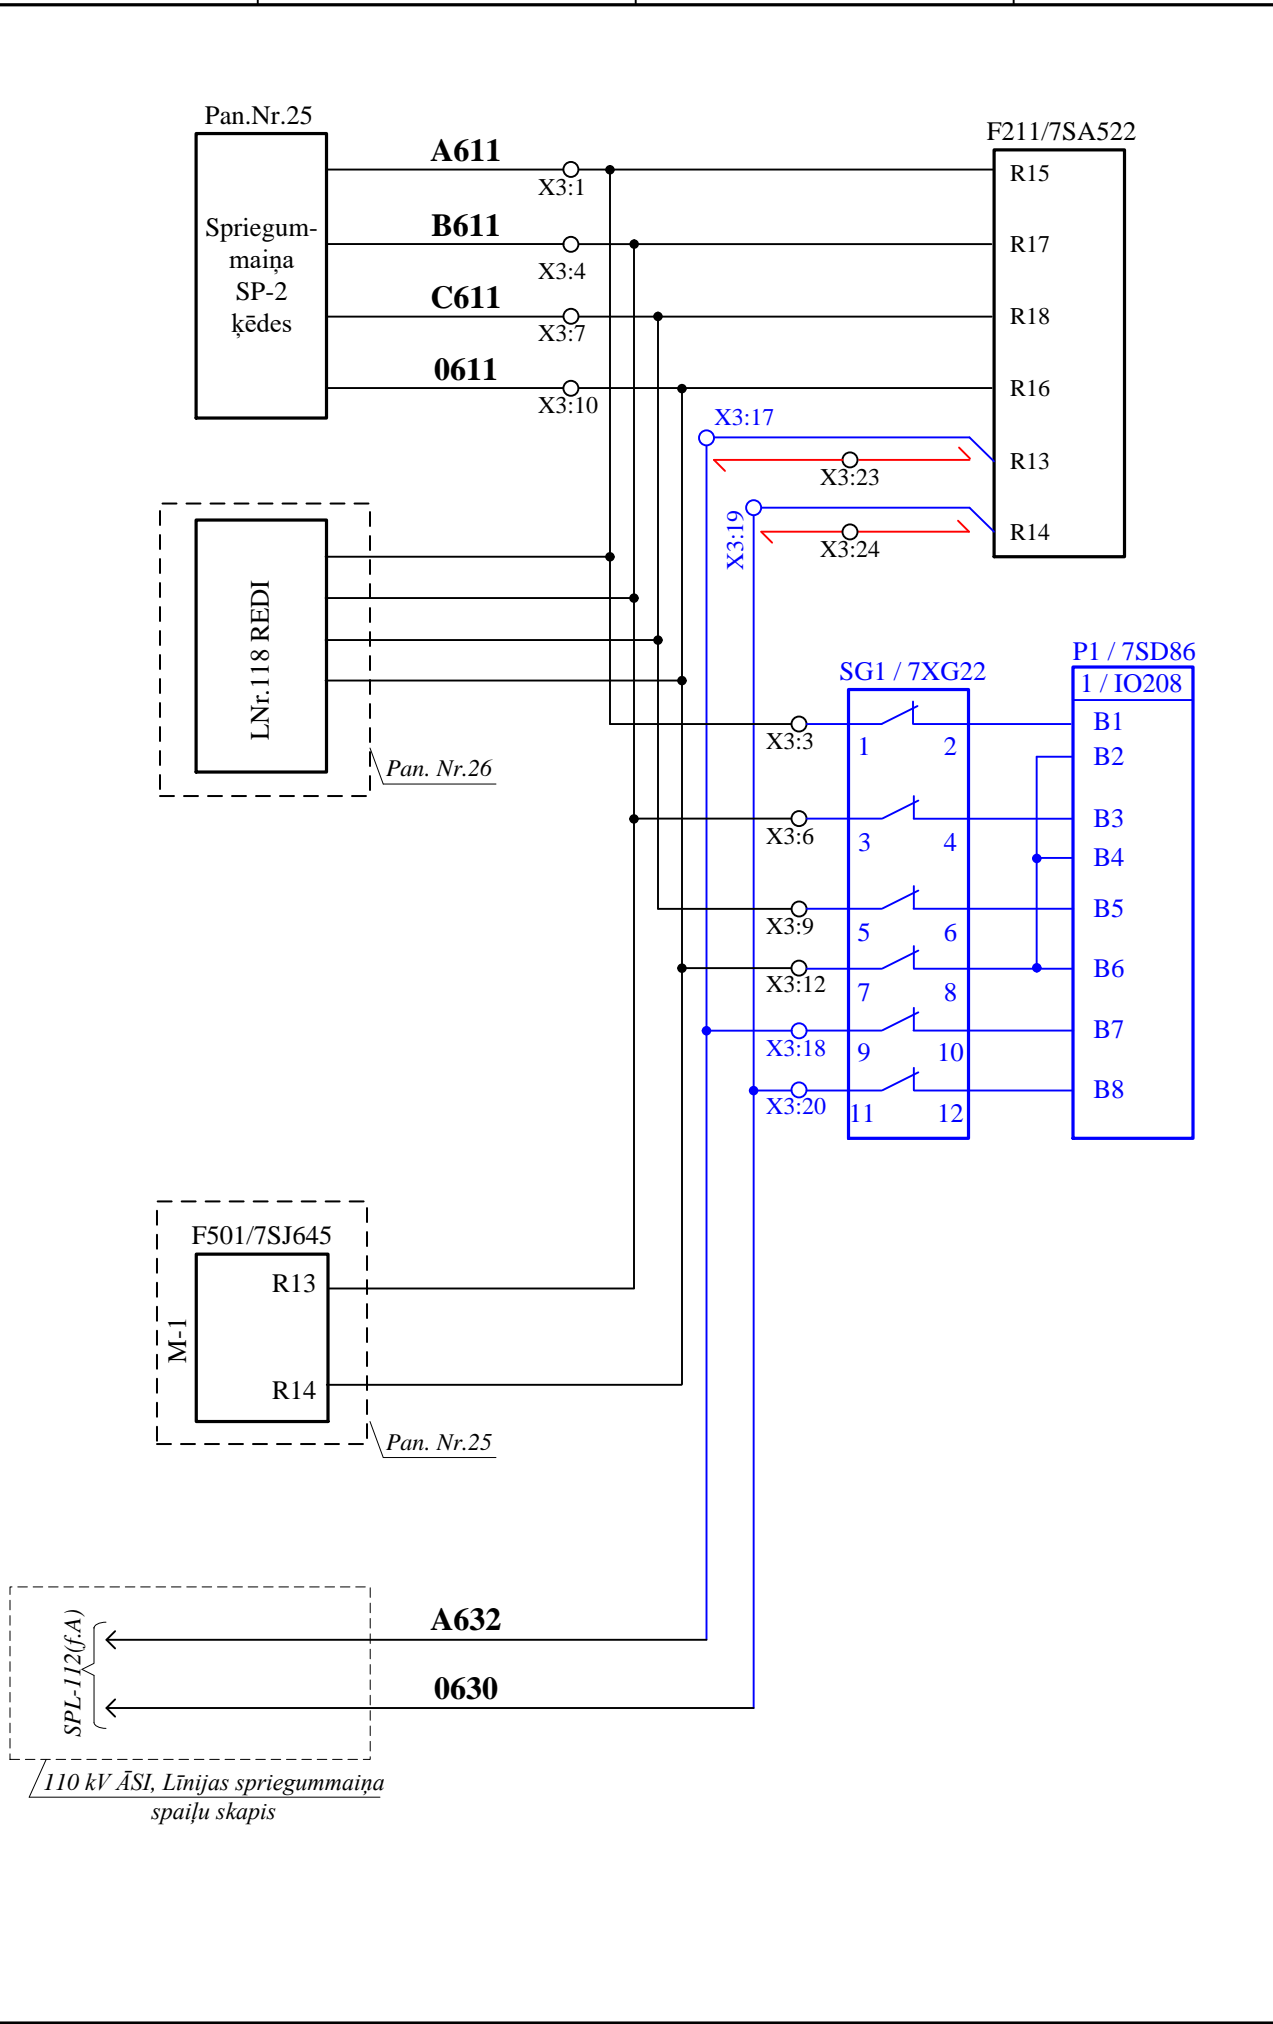 Pan.Nr.25
Spriegum-
maiņa
SP-2
ķēdes
A611
X3:1
B611
X3:4
C611
X3:7
0611
X3:10
F211/7SA522
R15
R17
R18
R16
R13
R14
X3:17
X3:23
X3:19
X3:24
LNr.118 REDI
Pan. Nr.26
SG1 / 7XG22
P1 / 7SD86
1 / IO208
X3:3
1
2
B1
B2
X3:6
3
4
B3
B4
X3:9
5
6
B5
X3:12
7
8
B6
X3:18
9
10
B7
X3:20
11
12
B8
F501/7SJ645
R13
M-1
R14
Pan. Nr.25
SPL-112(f.A)
A632
0630
110 kV ĀSI, Līnijas spriegummaiņa
spaiļu skapis